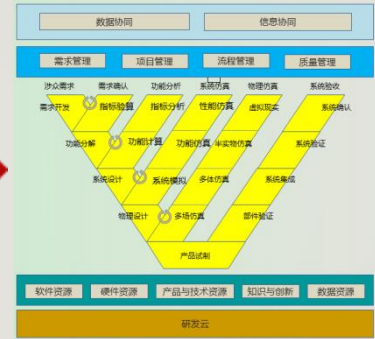 数据协同 信息协同
需求管理 项目管理 流程管理 质量管理
涉众需求 需求确认 功能分析 系统仿真 物理仿真 系统验收
需求开发 指标验算 指标分析 性能仿真 虚拟现实 系统确认
功能分解 功能计算 功能仿真 半实物仿真 系统验证
系统设计 系统模拟 多体仿真 系统集成
物理设计 多场仿真 部件验证
产品试制
软件资源 硬件资源 产品与技术资源 知识与创新 数据资源
研发云